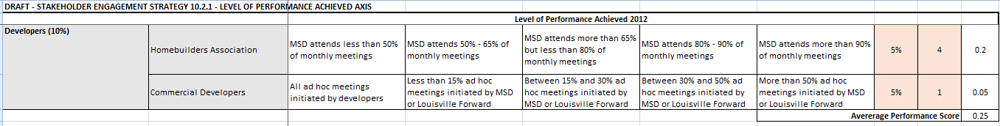 DRAFT - STAKEHOLDER ENGAGEMENT STRATEGY 10.2.1 - LEVEL OF PERFORMANCE ACHIEVED AXIS
Level of Performance Achieved 2012
Developers (10%)
Homebuilders Association
MSD attends less than 50%
of monthly meetings
MSD attends 50% - 65% of
monthly meetings
MSD attends more than 65%
but less than 80% of
monthly meetings
MSD attends 80% - 90% of
monthly meetings
MSD attends more than 90%
of monthly meetings
5%
4
0.2
Commercial Developers
All ad hoc meetings
initiated by developers
Less than 15% ad hoc
meetings initiated by MSD
or Louisville Forward
Between 15% and 30% ad
hoc meetings initiated by
MSD or Louisville Forward
Between 30% and 50% ad
hoc meetings initiated by
MSD or Louisville Forward
More than 50% ad hoc
meetings initiated by MSD
or Louisville Forward
5%
1
0.05
Avererage Performance Score
0.25